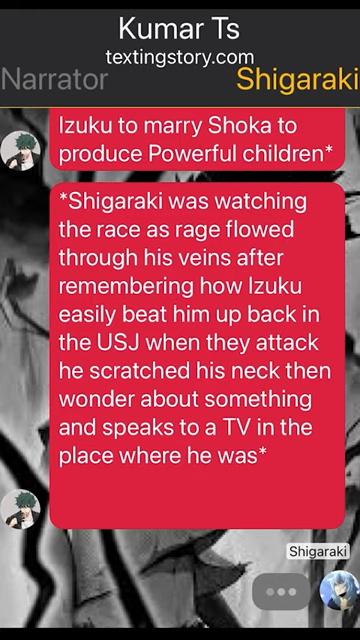 Kumar Ts
textingstory.com
Narrator
Shigaraki
Izuku to marry Shoka to
produce Powerful children*
*Shigaraki was watching
the race as rage flowed
through his veins after
remembering how Izuku
easily beat him up back in
the USJ when they attack
he scratched his neck then
wonder about something
and speaks to a TV in the
place where he was*
Shigaraki